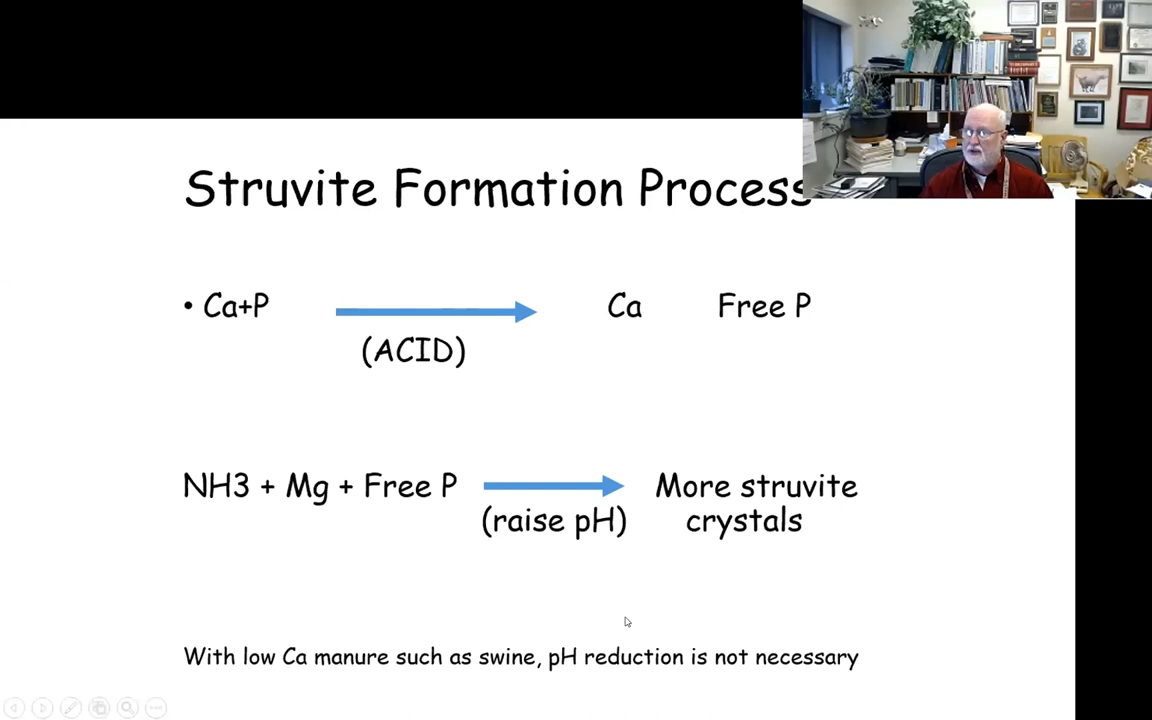 Struvite Formation Process
• Ca+P Ca Free P
(ACID)
NH3 + Mg + Free P More struvite
(raise pH) crystals
With low Ca manure such as swine, pH reduction is not necessary